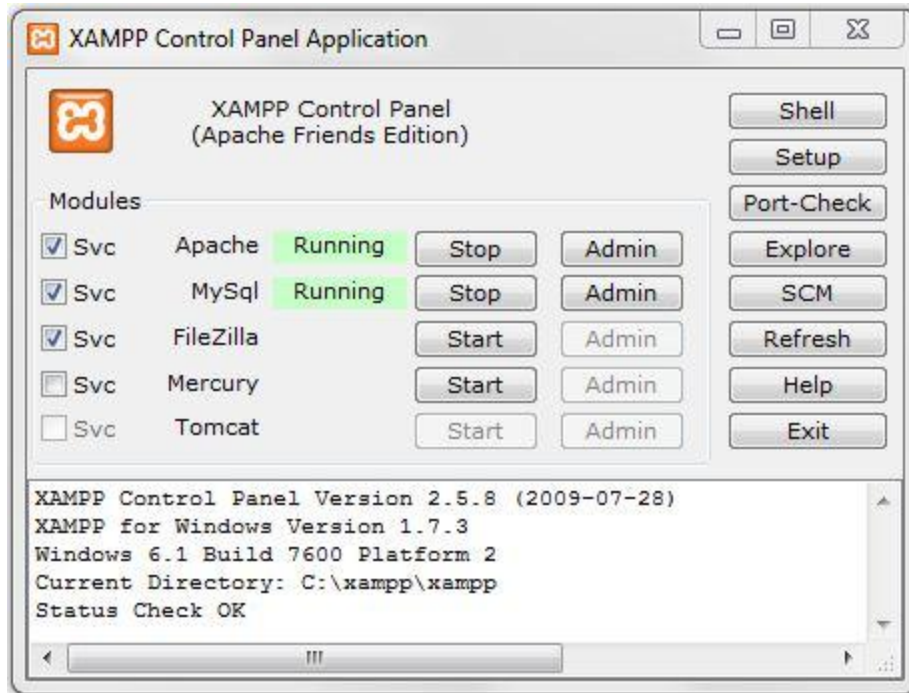 XAMPP Control Panel Application
XAMPP Control Panel
(Apache Friends Edition)
Shell
Setup
Modules
Port-Check
Svc Apache Running Stop Admin
Explore
Svc MySql Running Stop Admin
SCM
Svc FileZilla Start Admin
Refresh
Svc Mercury Start Admin
Help
Svc Tomcat Start Admin
Exit
XAMPP Control Panel Version 2.5.8 (2009-07-28)
XAMPP for Windows Version 1.7.3
Windows 6.1 Build 7600 Platform 2
Current Directory: C:\xampp\xampp
Status Check OK